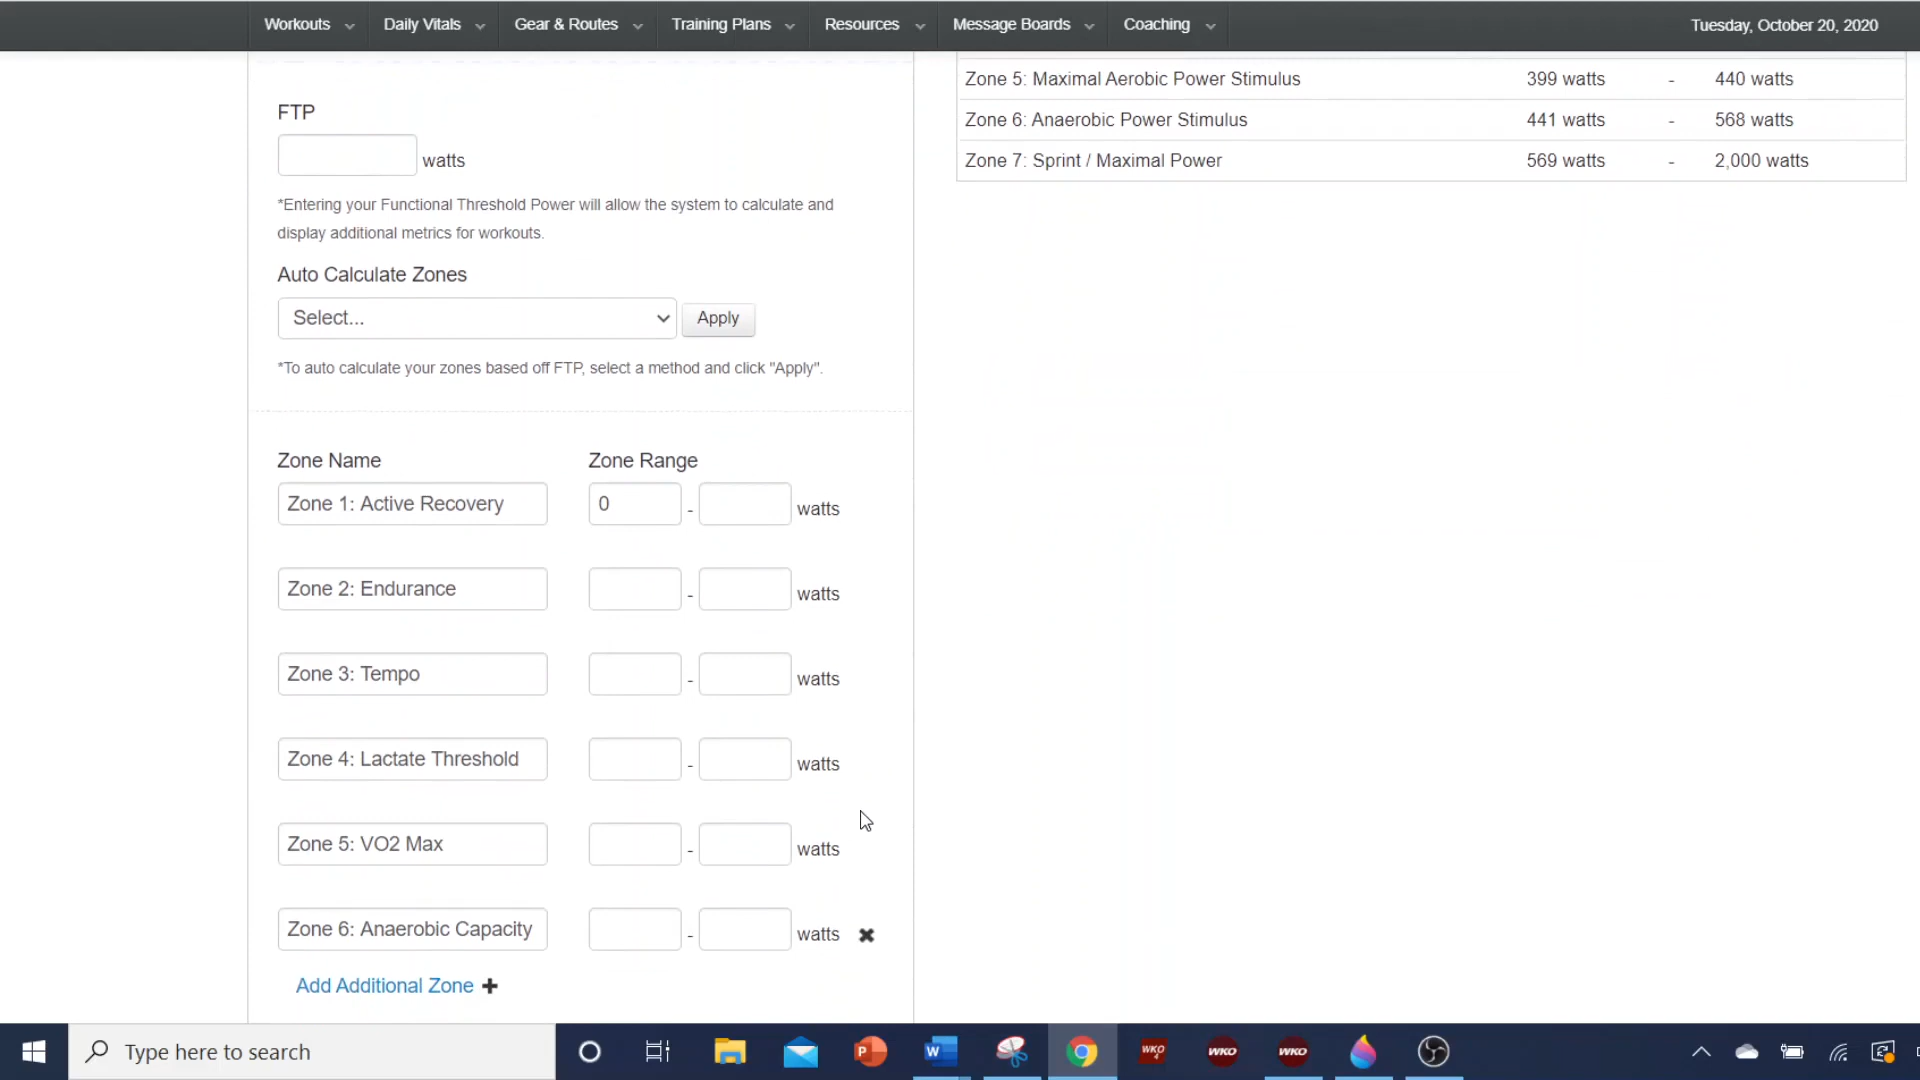 Workouts Daily Vitals Gear & Routes Training Plans Resources Message Boards Coaching Tuesday, October 20, 2020
Zone 5: Maximal Aerobic Power Stimulus 399 watts - 440 watts
Zone 6: Anaerobic Power Stimulus 441 watts - 568 watts
Zone 7: Sprint / Maximal Power 569 watts - 2,000 watts
FTP
watts
*Entering your Functional Threshold Power will allow the system to calculate and
display additional metrics for workouts.
Auto Calculate Zones
Select... Apply
*To auto calculate your zones based off FTP, select a method and click "Apply".
Zone Name Zone Range
Zone 1: Active Recovery 0 - watts
Zone 2: Endurance - watts
Zone 3: Tempo - watts
Zone 4: Lactate Threshold - watts
Zone 5: VO2 Max - watts
Zone 6: Anaerobic Capacity - watts
Add Additional Zone
Type here to search P W WKO 4 WKO WKO